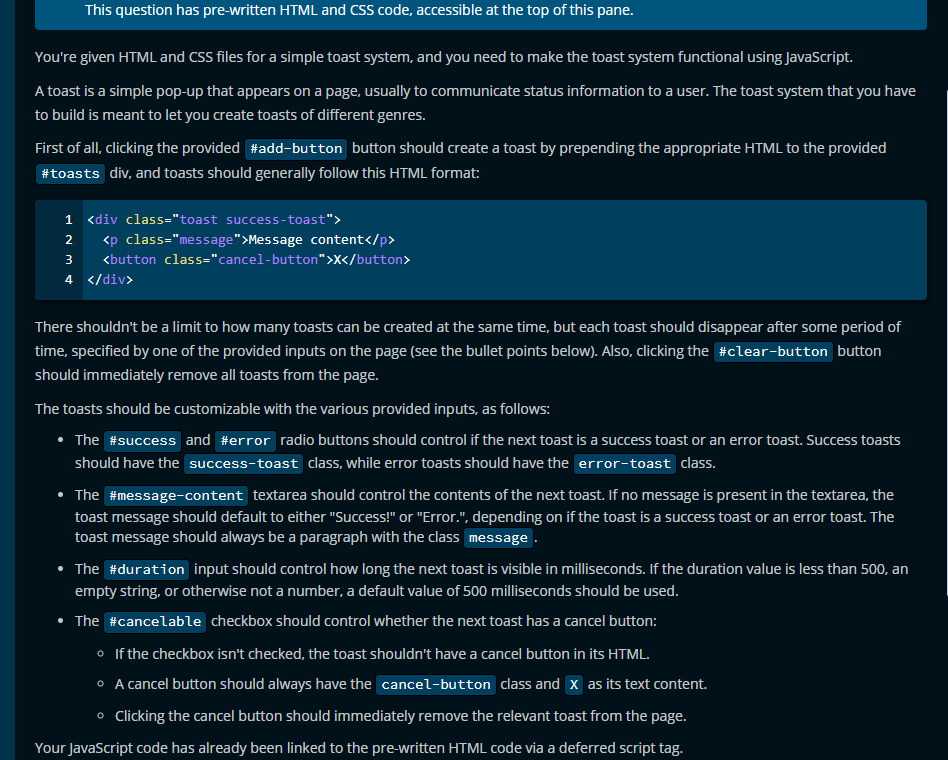 This question has pre-written HTML and CSS code, accessible at the top of this pane.
You're given HTML and CSS files for a simple toast system, and you need to make the toast system functional using JavaScript.
A toast is a simple pop-up that appears on a page, usually to communicate status information to a user. The toast system that you have
to build is meant to let you create toasts of different genres.
First of all, clicking the provided #add-button button should create a toast by prepending the appropriate HTML to the provided
#toasts div, and toasts should generally follow this HTML format:
1 <div class="toast success-toast">
2   <p class="message">Message content</p>
3   <button class="cancel-button">X</button>
4 </div>
There shouldn't be a limit to how many toasts can be created at the same time, but each toast should disappear after some period of
time, specified by one of the provided inputs on the page (see the bullet points below). Also, clicking the #clear-button button
should immediately remove all toasts from the page.
The toasts should be customizable with the various provided inputs, as follows:
• The #success and #error radio buttons should control if the next toast is a success toast or an error toast. Success toasts
should have the success-toast class, while error toasts should have the error-toast class.
• The #message-content textarea should control the contents of the next toast. If no message is present in the textarea, the
toast message should default to either "Success!" or "Error.", depending on if the toast is a success toast or an error toast. The
toast message should always be a paragraph with the class message.
• The #duration input should control how long the next toast is visible in milliseconds. If the duration value is less than 500, an
empty string, or otherwise not a number, a default value of 500 milliseconds should be used.
• The #cancelable checkbox should control whether the next toast has a cancel button:
◦ If the checkbox isn't checked, the toast shouldn't have a cancel button in its HTML.
◦ A cancel button should always have the cancel-button class and X as its text content.
◦ Clicking the cancel button should immediately remove the relevant toast from the page.
Your JavaScript code has already been linked to the pre-written HTML code via a deferred script tag.